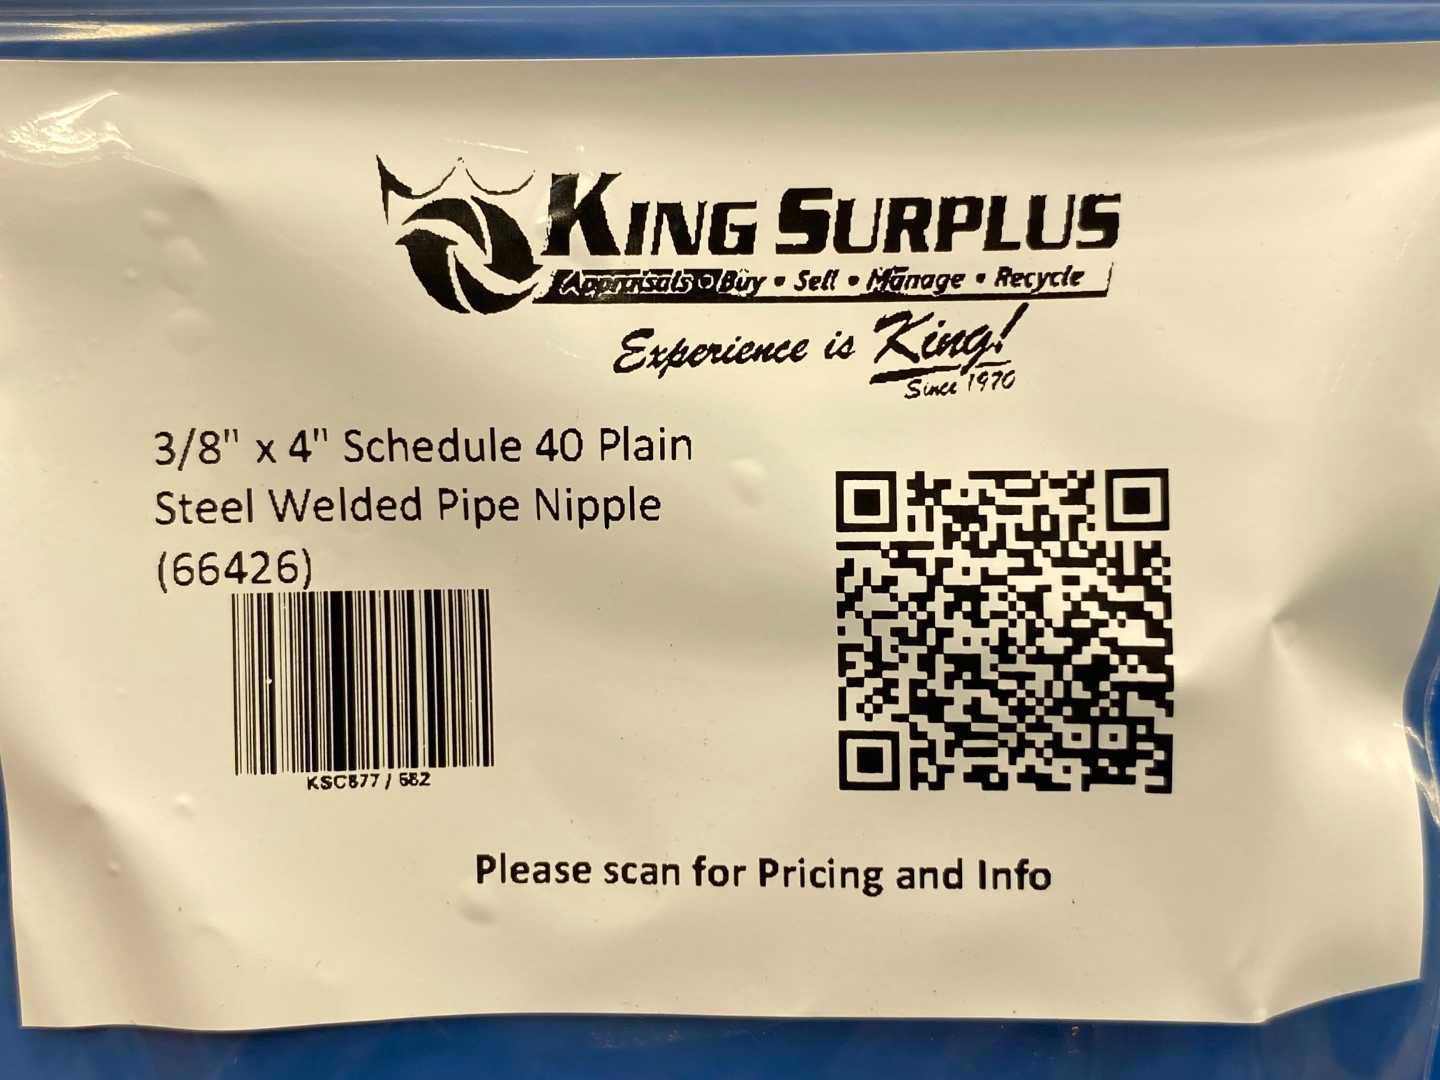 KING SURPLUS
Appraisals • Buy • Sell • Manage • Recycle
Experience is King!
Since 1970
3/8" x 4" Schedule 40 Plain
Steel Welded Pipe Nipple
(66426)
KSC877 / 582
Please scan for Pricing and Info